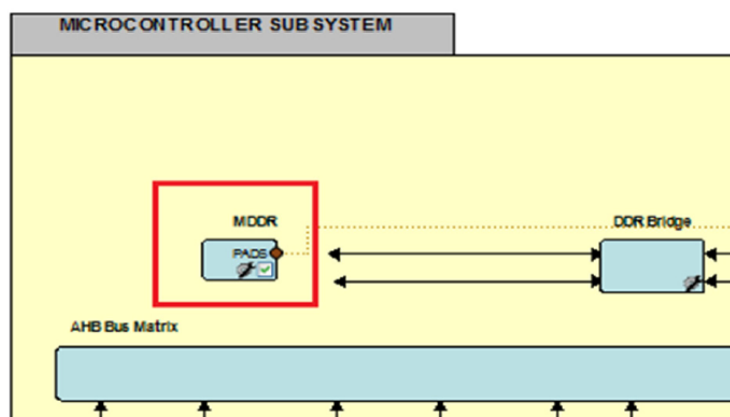 MICROCONTROLLER SUBSYSTEM
MDDR
DDR Bridge
PADS
AHB Bus Matrix